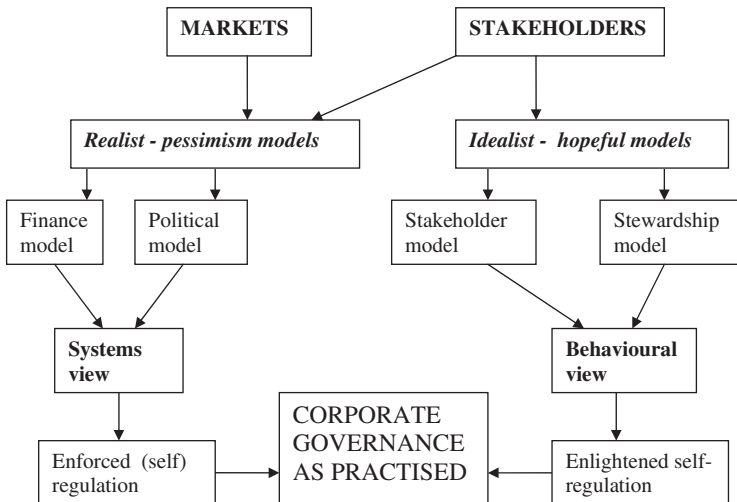 MARKETS
STAKEHOLDERS
Realist - pessimism models
Idealist - hopeful models
Finance
model
Political
model
Stakeholder
model
Stewardship
model
Systems
view
Behavioural
view
Enforced (self)
regulation
CORPORATE
GOVERNANCE
AS PRACTISED
Enlightened self-
regulation